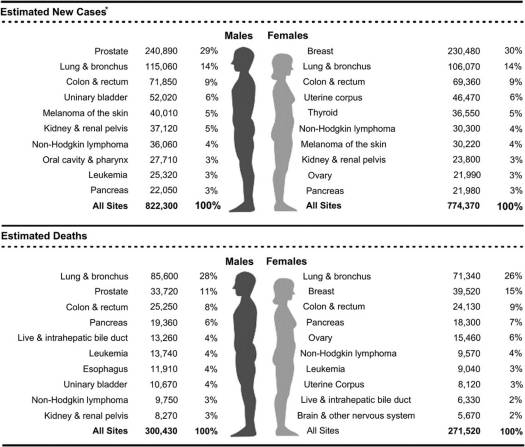 Estimated New Cases*
Males Females
Prostate 240,890 29% Breast 230,480 30%
Lung & bronchus 115,060 14% Lung & bronchus 106,070 14%
Colon & rectum 71,850 9% Colon & rectum 69,360 9%
Uninary bladder 52,020 6% Uterine corpus 46,470 6%
Melanoma of the skin 40,010 5% Thyroid 36,550 5%
Kidney & renal pelvis 37,120 5% Non-Hodgkin lymphoma 30,300 4%
Non-Hodgkin lymphoma 36,060 4% Melanoma of the skin 30,220 4%
Oral cavity & pharynx 27,710 3% Kidney & renal pelvis 23,800 3%
Leukemia 25,320 3% Ovary 21,990 3%
Pancreas 22,050 3% Pancreas 21,980 3%
All Sites 822,300 100% All Sites 774,370 100%
Estimated Deaths
Males Females
Lung & bronchus 85,600 28% Lung & bronchus 71,340 26%
Prostate 33,720 11% Breast 39,520 15%
Colon & rectum 25,250 8% Colon & rectum 24,130 9%
Pancreas 19,360 6% Pancreas 18,300 7%
Live & intrahepatic bile duct 13,260 4% Ovary 15,460 6%
Leukemia 13,740 4% Non-Hodgkin lymphoma 9,570 4%
Esophagus 11,910 4% Leukemia 9,040 3%
Uninary bladder 10,670 4% Uterine Corpus 8,120 3%
Non-Hodgkin lymphoma 9,750 3% Live & intrahepatic bile duct 6,330 2%
Kidney & renal pelvis 8,270 3% Brain & other nervous system 5,670 2%
All Sites 300,430 100% All Sites 271,520 100%